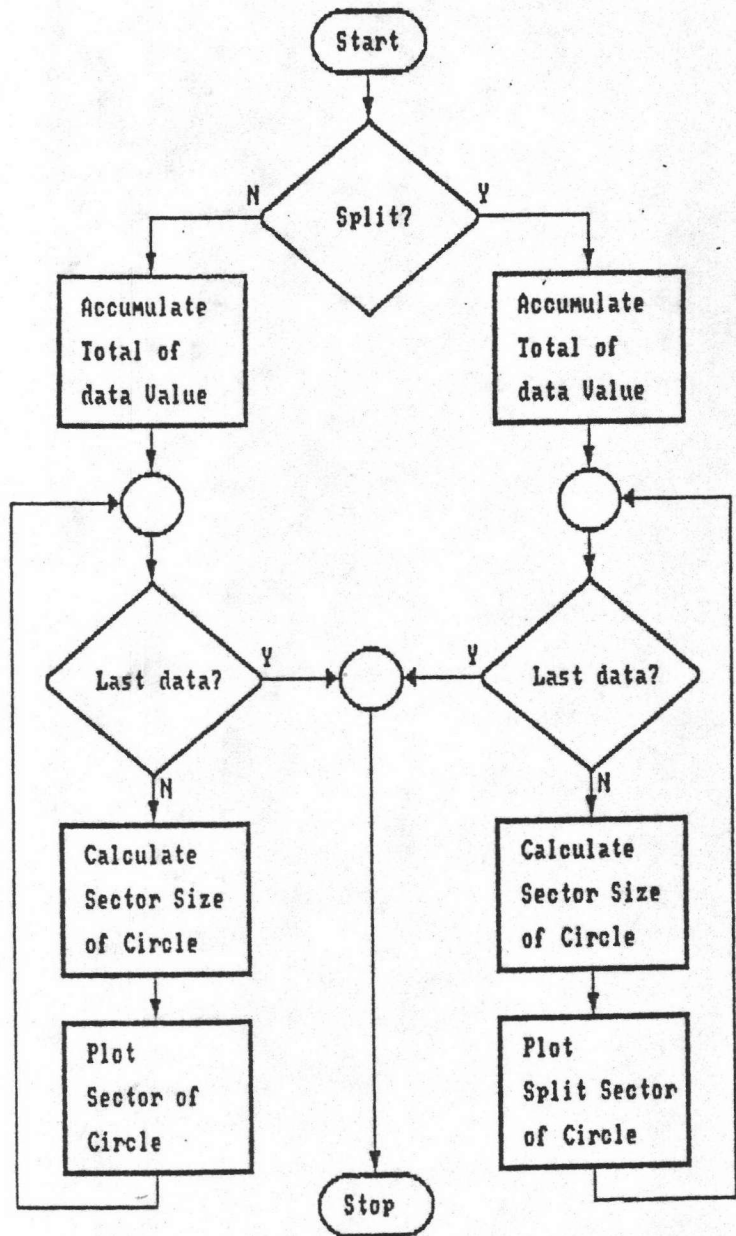 Start
Split?
N
Y
Accumulate
Total of
data Value
Accumulate
Total of
data Value
Last data?
Y
N
Last data?
Y
N
Calculate
Sector Size
of Circle
Calculate
Sector Size
of Circle
Plot
Sector of
Circle
Plot
Split Sector
of Circle
Stop